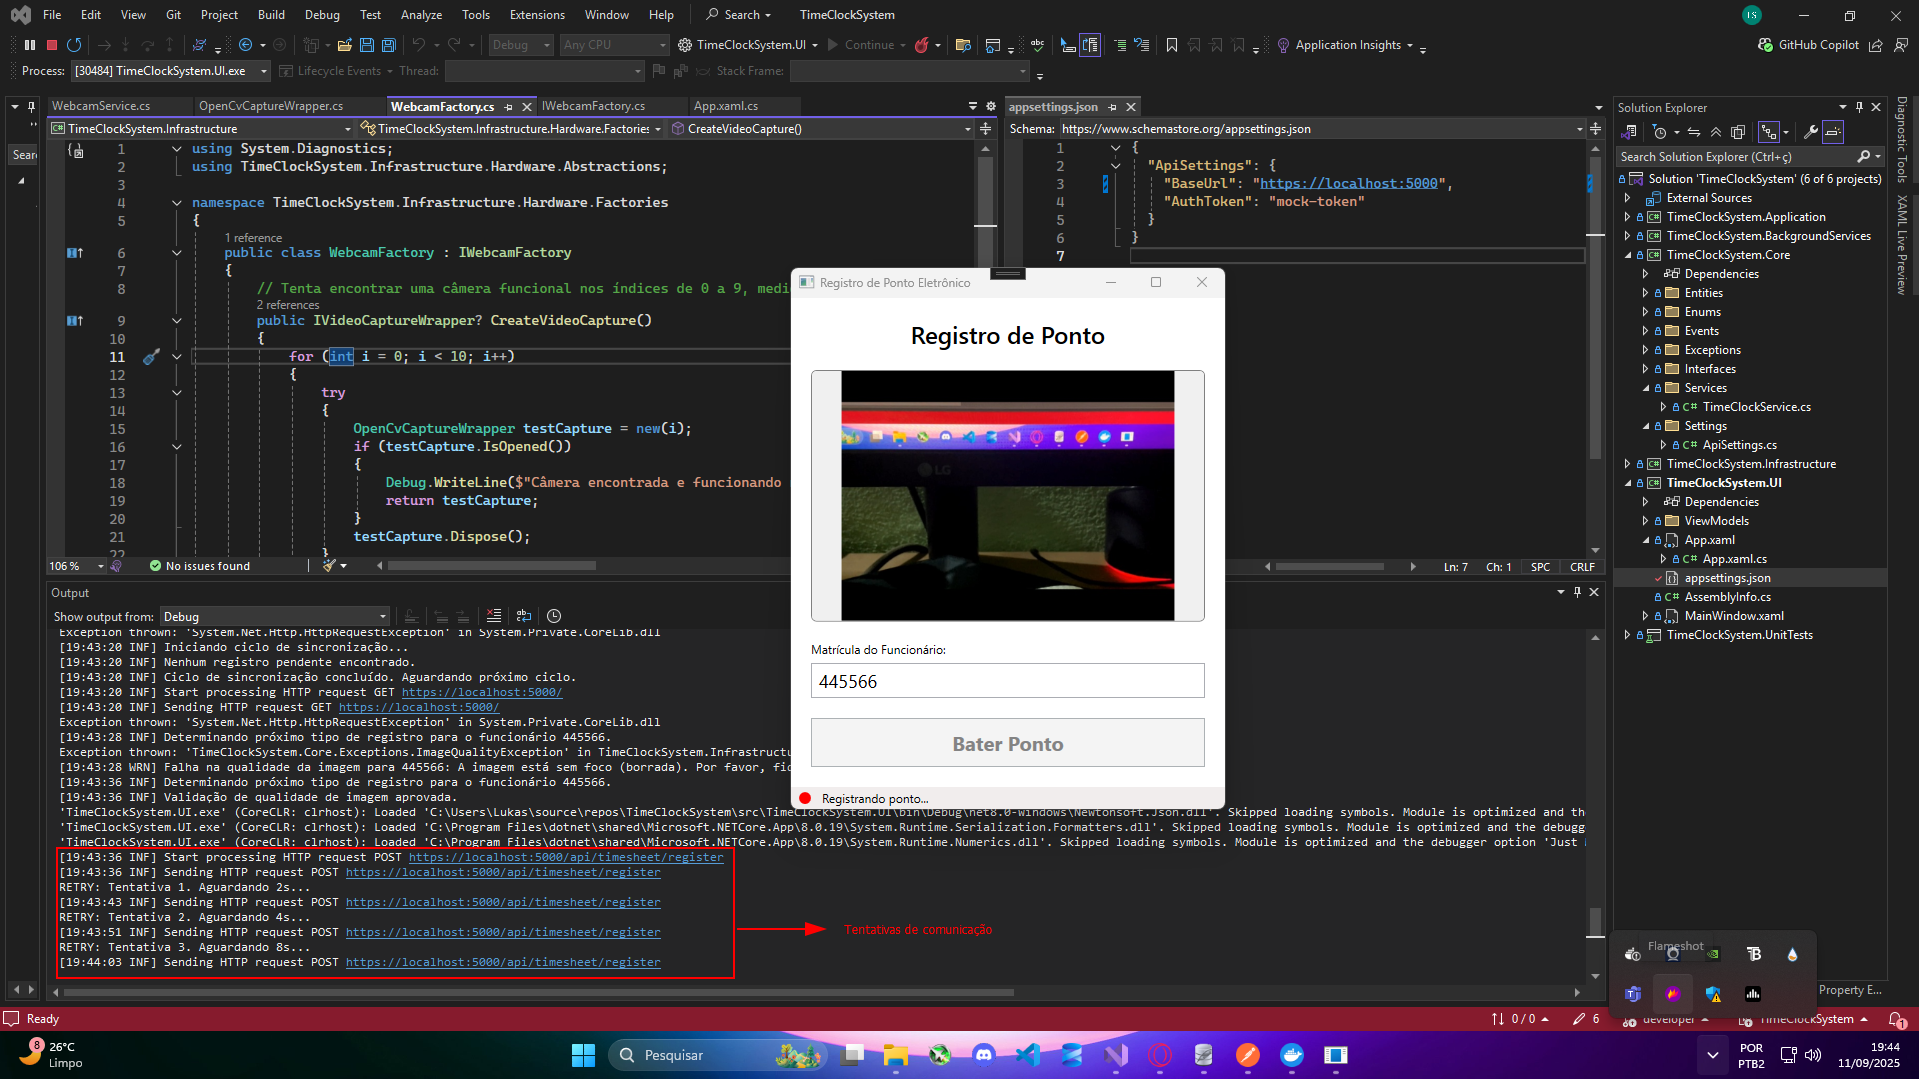 File Edit View Git Project Build Debug Test Analyze Tools Extensions Window Help Search TimeClockSystem
LS
Debug Any CPU TimeClockSystem.UI Continue Application Insights GitHub Copilot
Process: [30484] TimeClockSystem.UI.exe Lifecycle Events Thread: Stack Frame:
WebcamService.cs OpenCvCaptureWrapper.cs WebcamFactory.cs IWebcamFactory.cs App.xaml.cs
TimeClockSystem.Infrastructure TimeClockSystem.Infrastructure.Hardware.Factories CreateVideoCapture()
Sear
1 using System.Diagnostics;
2 using TimeClockSystem.Infrastructure.Hardware.Abstractions;
3
4 namespace TimeClockSystem.Infrastructure.Hardware.Factories
5 {
1 reference
6 public class WebcamFactory : IWebcamFactory
7 {
8 // Tenta encontrar uma câmera funcional nos índices de 0 a 9, medi
2 references
9 public IVideoCaptureWrapper? CreateVideoCapture()
10 {
11 for (int i = 0; i < 10; i++)
12 {
13 try
14 {
15 OpenCvCaptureWrapper testCapture = new(i);
16 if (testCapture.IsOpened())
17 {
18 Debug.WriteLine($"Câmera encontrada e funcionando
19 return testCapture;
20 }
21 testCapture.Dispose();
22 }
106 % No issues found
appsettings.json
Schema: https://www.schemastore.org/appsettings.json
1 {
2 "ApiSettings": {
3 "BaseUrl": "https://localhost:5000",
4 "AuthToken": "mock-token"
5 }
6 }
7
Ln: 7 Ch: 1 SPC CRLF
Registro de Ponto Eletrônico
Registro de Ponto
LG
Matrícula do Funcionário:
445566
Bater Ponto
Registrando ponto...
Output
Show output from: Debug
Exception thrown: 'System.Net.Http.HttpRequestException' in System.Private.CoreLib.dll
[19:43:20 INF] Iniciando ciclo de sincronização...
[19:43:20 INF] Nenhum registro pendente encontrado.
[19:43:20 INF] Ciclo de sincronização concluído. Aguardando próximo ciclo.
[19:43:20 INF] Start processing HTTP request GET https://localhost:5000/
[19:43:20 INF] Sending HTTP request GET https://localhost:5000/
Exception thrown: 'System.Net.Http.HttpRequestException' in System.Private.CoreLib.dll
[19:43:28 INF] Determinando próximo tipo de registro para o funcionário 445566.
Exception thrown: 'TimeClockSystem.Core.Exceptions.ImageQualityException' in TimeClockSystem.Infrastructu
[19:43:28 WRN] Falha na qualidade da imagem para 445566: A imagem está sem foco (borrada). Por favor, fi
[19:43:36 INF] Determinando próximo tipo de registro para o funcionário 445566.
[19:43:36 INF] Validação de qualidade de imagem aprovada.
'TimeClockSystem.UI.exe' (CoreCLR: clrhost): Loaded 'C:\Users\Lukas\source\repos\TimeClockSystem\src\TimeClockSystem.UI\bin\Debug\net8.0-windows\Newtonsoft.Json.dll'. Skipped loading symbols. Module is optimized and the
'TimeClockSystem.UI.exe' (CoreCLR: clrhost): Loaded 'C:\Program Files\dotnet\shared\Microsoft.NETCore.App\8.0.19\System.Runtime.Serialization.Formatters.dll'. Skipped loading symbols. Module is optimized and the debugg
'TimeClockSystem.UI.exe' (CoreCLR: clrhost): Loaded 'C:\Program Files\dotnet\shared\Microsoft.NETCore.App\8.0.19\System.Runtime.Numerics.dll'. Skipped loading symbols. Module is optimized and the debugger option 'Just
[19:43:36 INF] Start processing HTTP request POST https://localhost:5000/api/timesheet/register
[19:43:36 INF] Sending HTTP request POST https://localhost:5000/api/timesheet/register
RETRY: Tentativa 1. Aguardando 2s...
[19:43:43 INF] Sending HTTP request POST https://localhost:5000/api/timesheet/register
RETRY: Tentativa 2. Aguardando 4s...
[19:43:51 INF] Sending HTTP request POST https://localhost:5000/api/timesheet/register
RETRY: Tentativa 3. Aguardando 8s...
[19:44:03 INF] Sending HTTP request POST https://localhost:5000/api/timesheet/register
Tentativas de comunicação
Solution Explorer
Search Solution Explorer (Ctrl+ç)
Solution 'TimeClockSystem' (6 of 6 projects)
External Sources
TimeClockSystem.Application
TimeClockSystem.BackgroundServices
TimeClockSystem.Core
Dependencies
Entities
Enums
Events
Exceptions
Interfaces
Services
TimeClockService.cs
Settings
ApiSettings.cs
TimeClockSystem.Infrastructure
TimeClockSystem.UI
Dependencies
ViewModels
App.xaml
App.xaml.cs
appsettings.json
AssemblyInfo.cs
MainWindow.xaml
TimeClockSystem.UnitTests
Diagnostic Tools
XAML Live Preview
Flameshot
Property E...
Ready 0 / 0 6 developer TimeClockSystem 1
8 26°C
Limpo
Pesquisar
POR
PTB2
19:44
11/09/2025